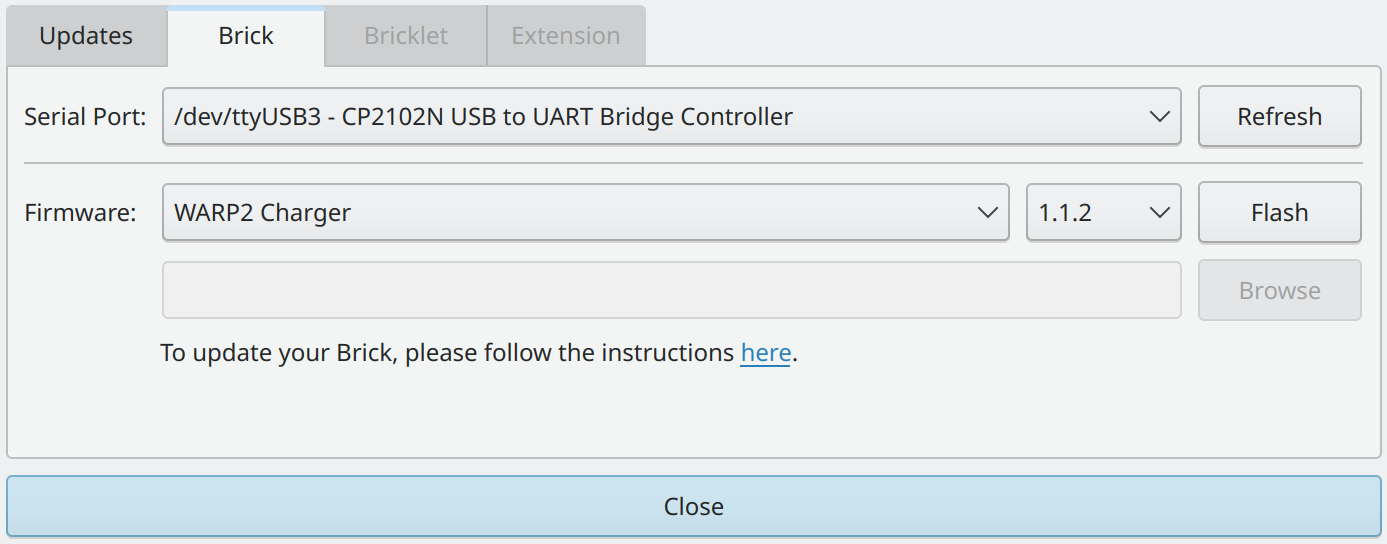 Updates Brick Bricklet Extension
Serial Port: /dev/ttyUSB3 - CP2102N USB to UART Bridge Controller Refresh
Firmware: WARP2 Charger 1.1.2 Flash
Browse
To update your Brick, please follow the instructions here.
Close